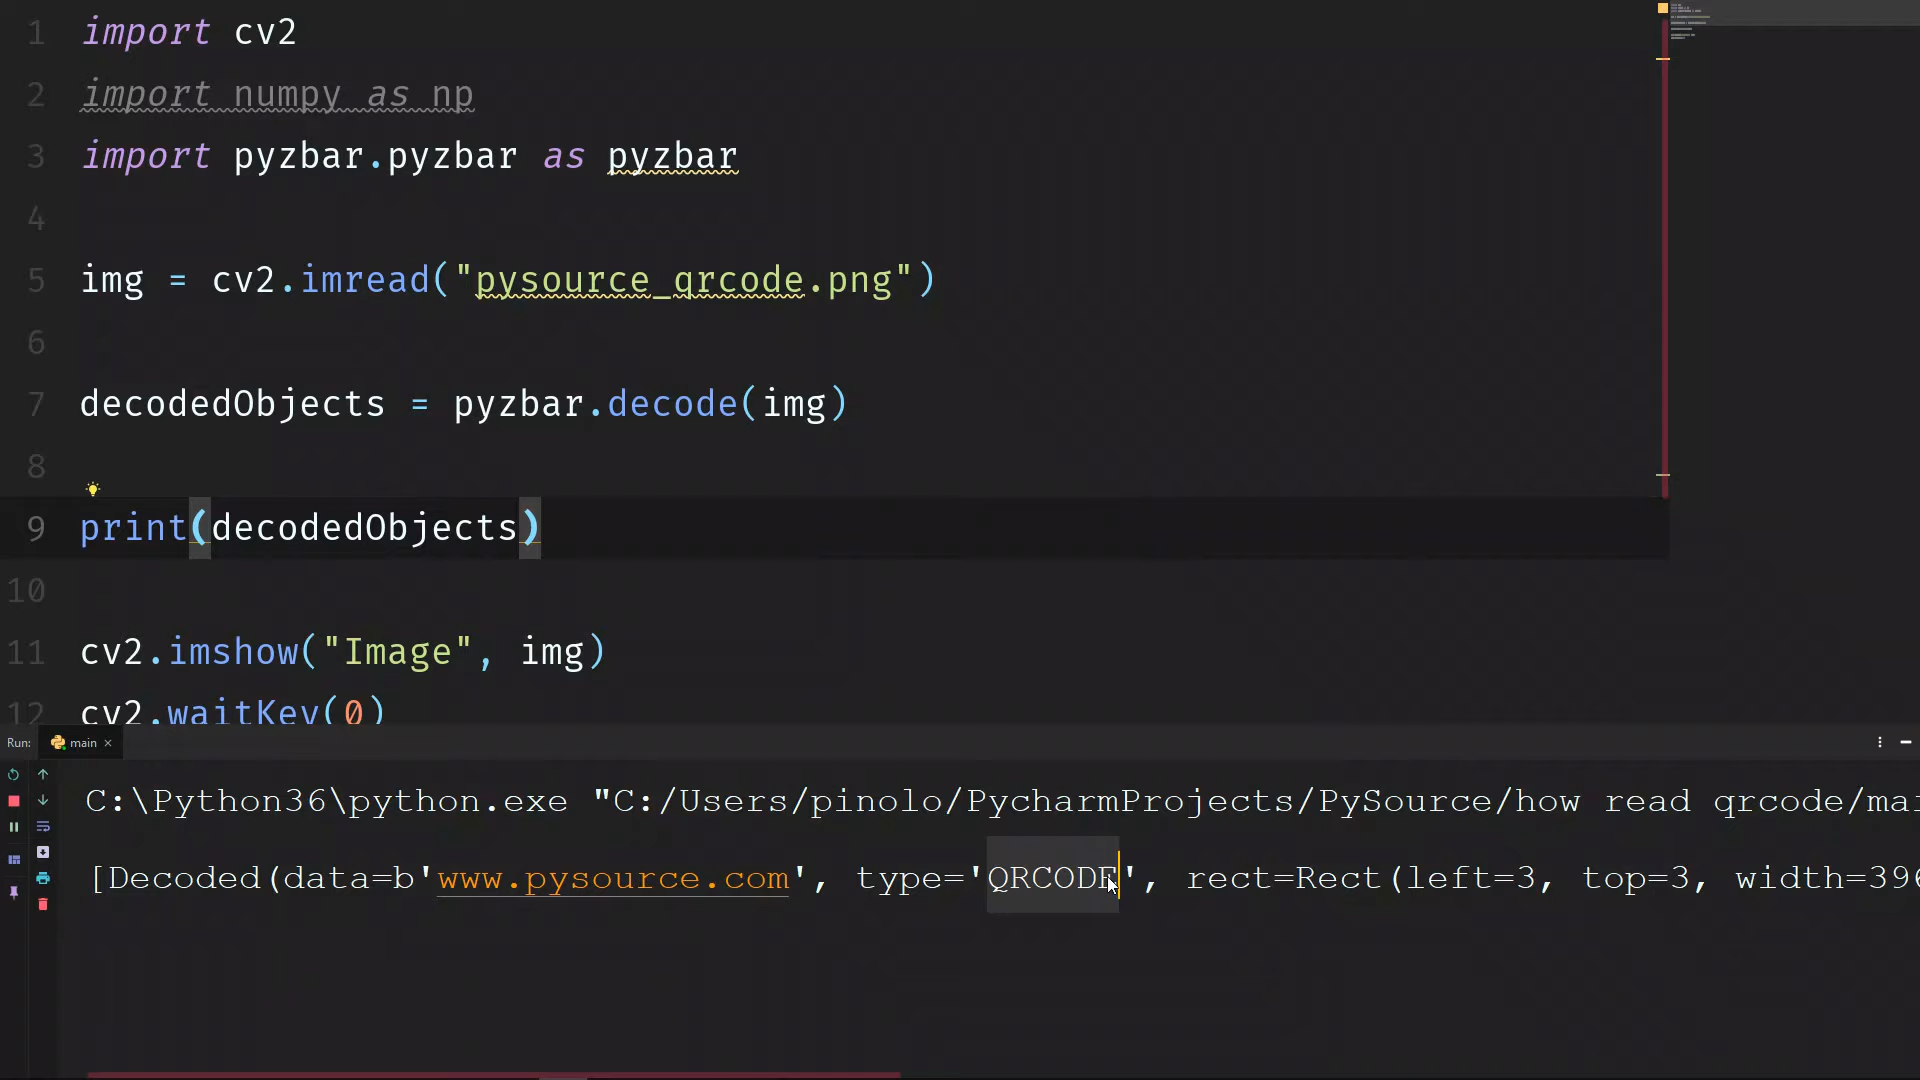 1 import cv2
2 import numpy as np
3 import pyzbar.pyzbar as pyzbar
4
5 img = cv2.imread("pysource_qrcode.png")
6
7 decodedObjects = pyzbar.decode(img)
8
9 print(decodedObjects)
10
11 cv2.imshow("Image", img)
12 cv2.waitKey(0)
Run: main ×
C:\Python36\python.exe "C:/Users/pinolo/PycharmProjects/PySource/how read qrcode/mai
[Decoded(data=b'www.pysource.com', type='QRCODE', rect=Rect(left=3, top=3, width=396